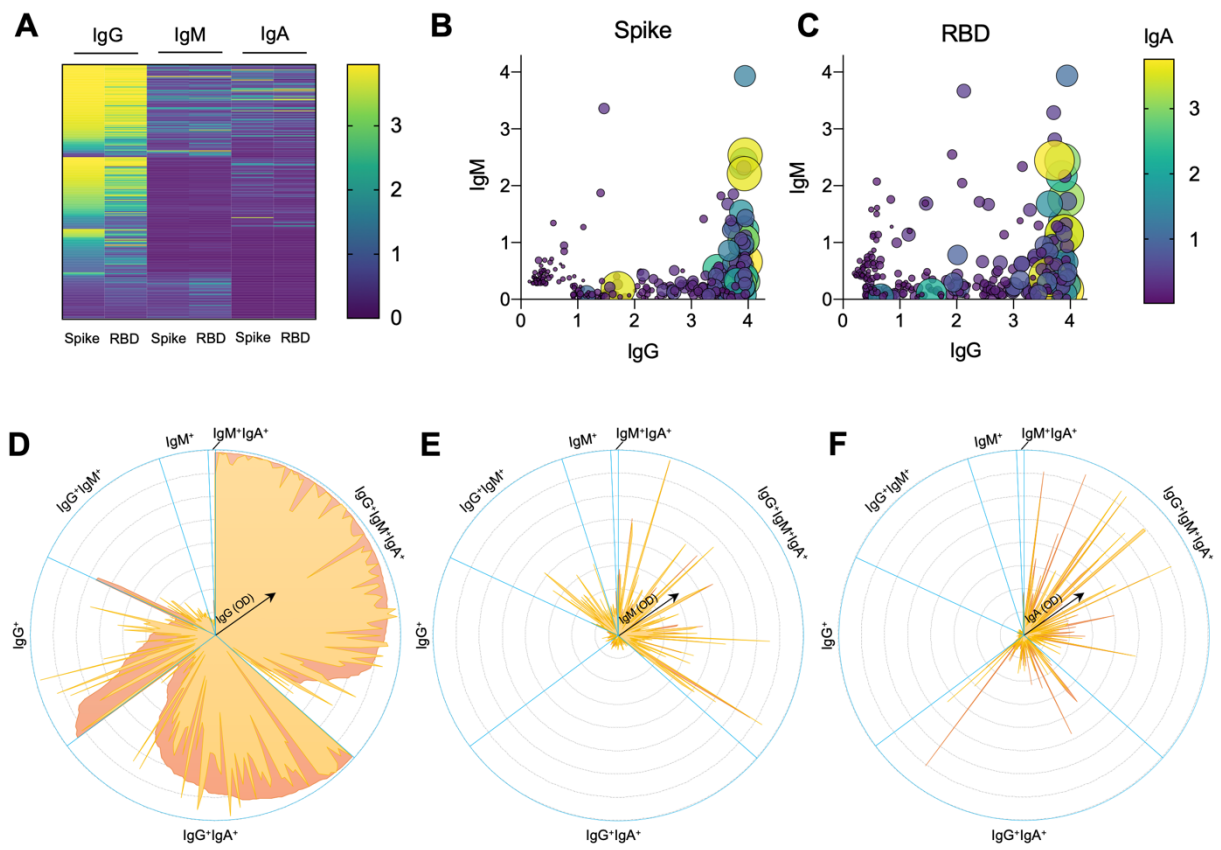 A
IgG IgM IgA
3
2
1
0
Spike RBD Spike RBD Spike RBD
B
Spike
IgM
4
3
2
1
0
0 1 2 3 4
IgG
C
RBD
IgM
4
3
2
1
0
0 1 2 3 4
IgG
IgA
3
2
1
D
IgM⁺
IgM⁺IgA⁺
IgG⁺IgM⁺
IgG⁺IgM⁺IgA⁺
IgG (OD)
IgG⁺
IgG⁺IgA⁺
E
IgM⁺
IgM⁺IgA⁺
IgG⁺IgM⁺
IgG⁺IgM⁺IgA⁺
IgM (OD)
IgG⁺
IgG⁺IgA⁺
F
IgM⁺
IgM⁺IgA⁺
IgG⁺IgM⁺
IgG⁺IgM⁺IgA⁺
IgA (OD)
IgG⁺
IgG⁺IgA⁺